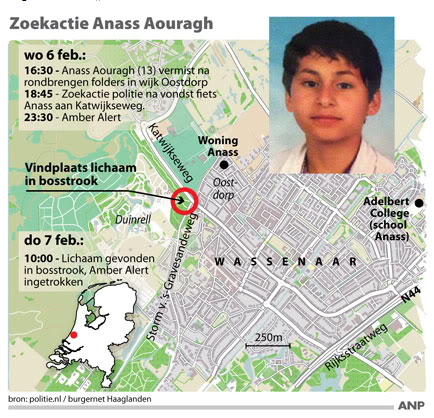 Zoekactie Anass Aouragh
wo 6 feb.:
16:30 - Anass Aouragh (13) vermist na
rondbrengen folders in wijk Oostdorp
18:45 - Zoekactie politie na vondst fiets
Anass aan Katwijkseweg.
23:30 - Amber Alert
Katwijkseweg
Woning
Anass
Vindplaats lichaam
in bosstrook
Oost-
dorp
Duinrell
Adelbert
College
(school
Anass)
do 7 feb.:
10:00 - Lichaam gevonden
in bosstrook, Amber Alert
ingetrokken
Storm v. 's-Gravesandeweg
WASSENAAR
N44
250m
Rijksstraatweg
bron: politie.nl / burgernet Haaglanden
ANP